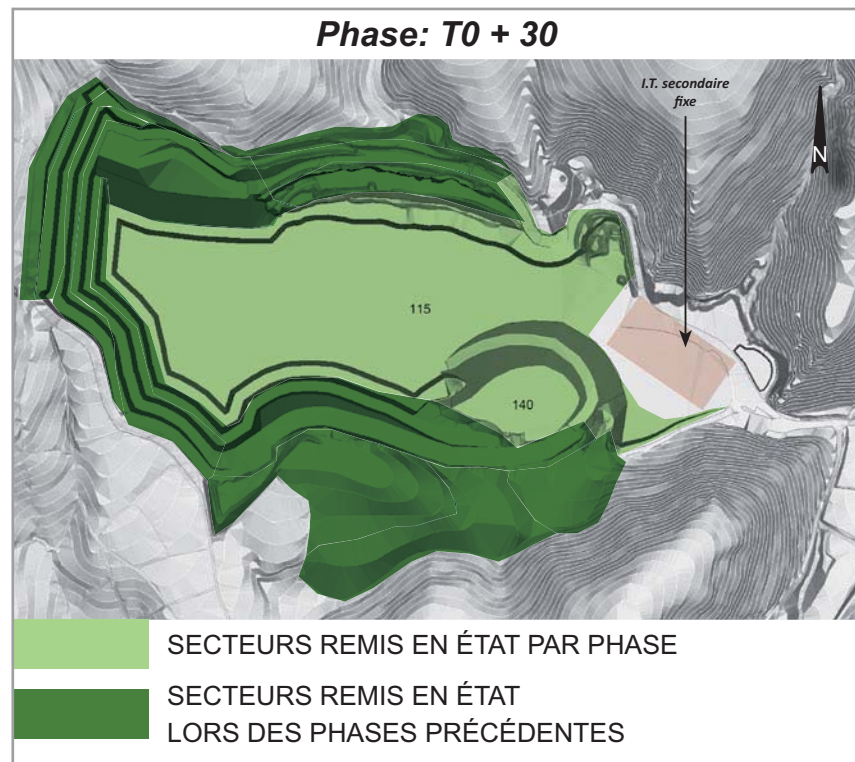 Phase: T0 + 30
I.T. secondaire
fixe
N
115
140
SECTEURS REMIS EN ÉTAT PAR PHASE
SECTEURS REMIS EN ÉTAT
LORS DES PHASES PRÉCÉDENTES